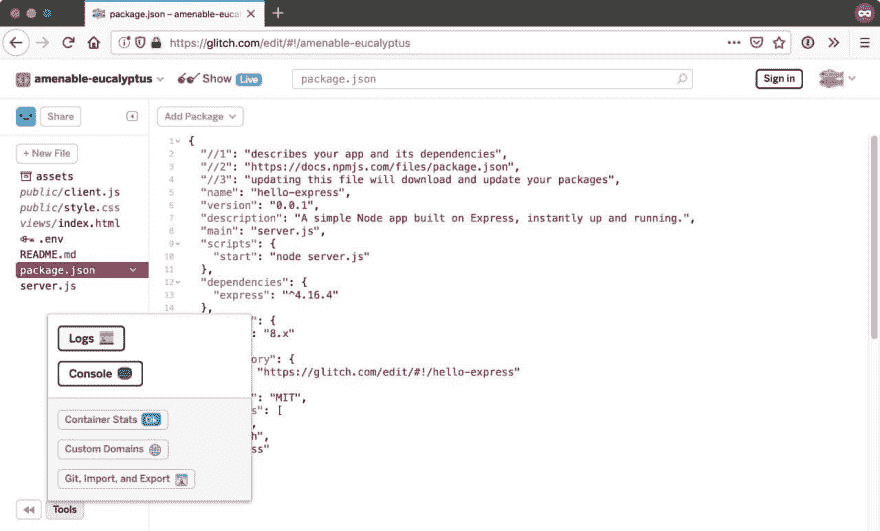 package.json — amenable-eucal
https://glitch.com/edit/#!/amenable-eucalyptus
amenable-eucalyptus
Show Live
package.json
Sign in
Share
Add Package
+ New File
assets
public/client.js
public/style.css
views/index.html
.env
README.md
package.json
server.js
1 {
2 "//1": "describes your app and its dependencies",
3 "//2": "https://docs.npmjs.com/files/package.json",
4 "//3": "updating this file will download and update your packages",
5 "name": "hello-express",
6 "version": "0.0.1",
7 "description": "A simple Node app built on Express, instantly up and running.",
8 "main": "server.js",
9 "scripts": {
10 "start": "node server.js"
11 },
12 "dependencies": {
13 "express": "^4.16.4"
14 },
": {
: "8.x"
ory": {
"https://glitch.com/edit/#!/hello-express"
: "MIT",
s": [
,
h",
ss"
Logs
Console
Container Stats OK
Custom Domains
Git, Import, and Export
Tools